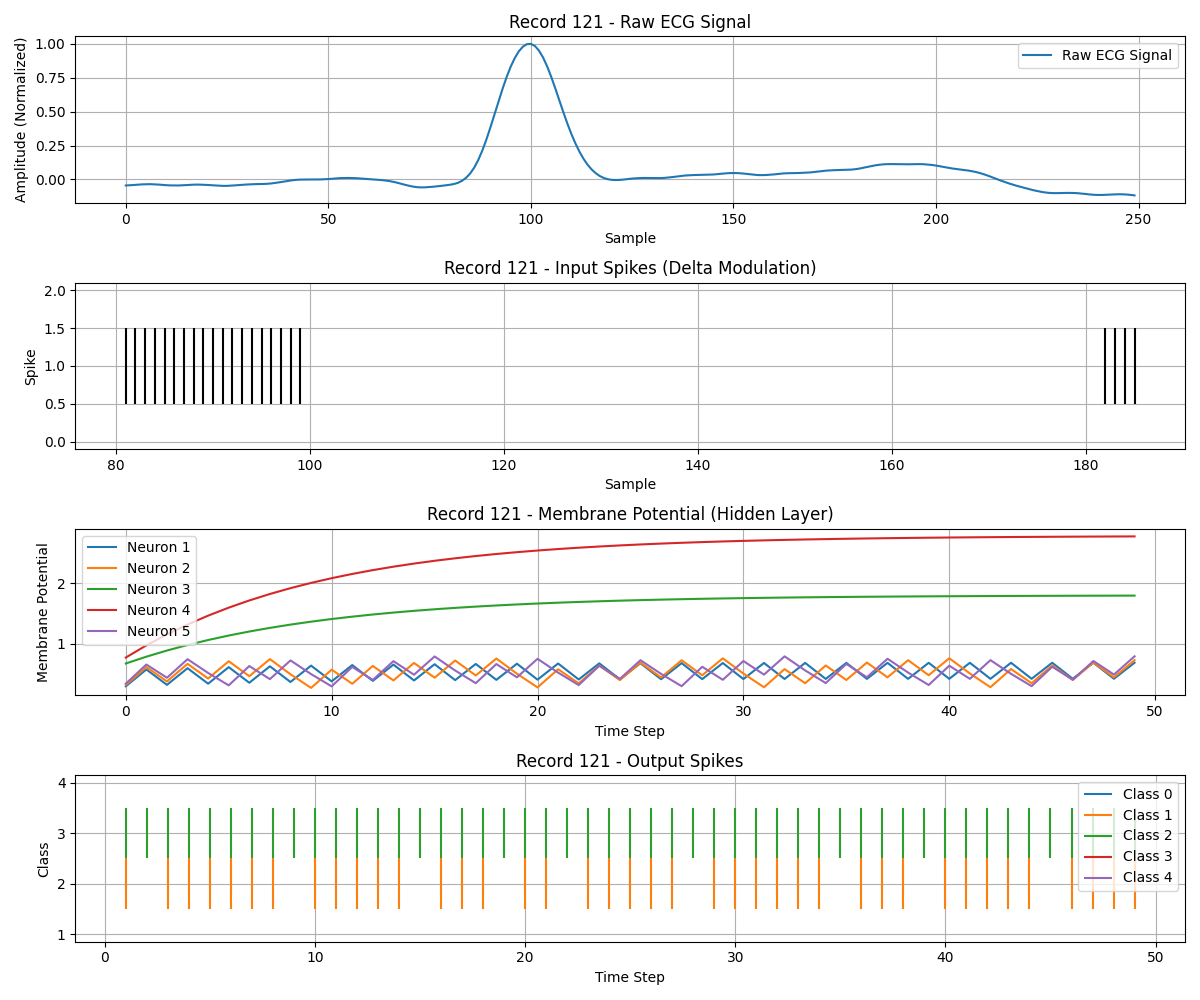 Record 121 - Raw ECG Signal
Amplitude (Normalized)
1.00
0.75
0.50
0.25
0.00
Raw ECG Signal
0 50 100 150 200 250
Sample
Record 121 - Input Spikes (Delta Modulation)
Spike
2.0
1.5
1.0
0.5
0.0
80 100 120 140 160 180
Sample
Record 121 - Membrane Potential (Hidden Layer)
Membrane Potential
2
1
Neuron 1
Neuron 2
Neuron 3
Neuron 4
Neuron 5
0 10 20 30 40 50
Time Step
Record 121 - Output Spikes
Class
4
3
2
1
Class 0
Class 1
Class 2
Class 3
Class 4
0 10 20 30 40 50
Time Step